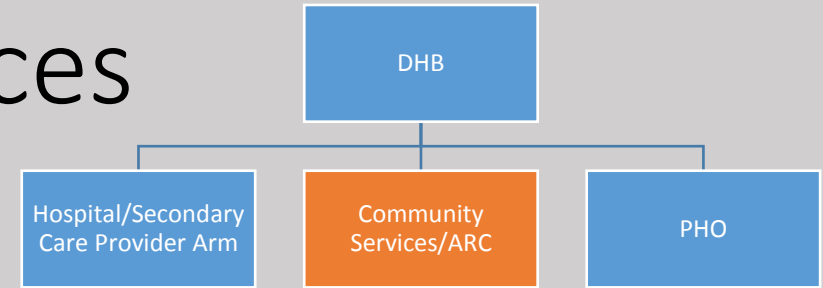 ces
DHB
Hospital/Secondary
Care Provider Arm
Community
Services/ARC
PHO